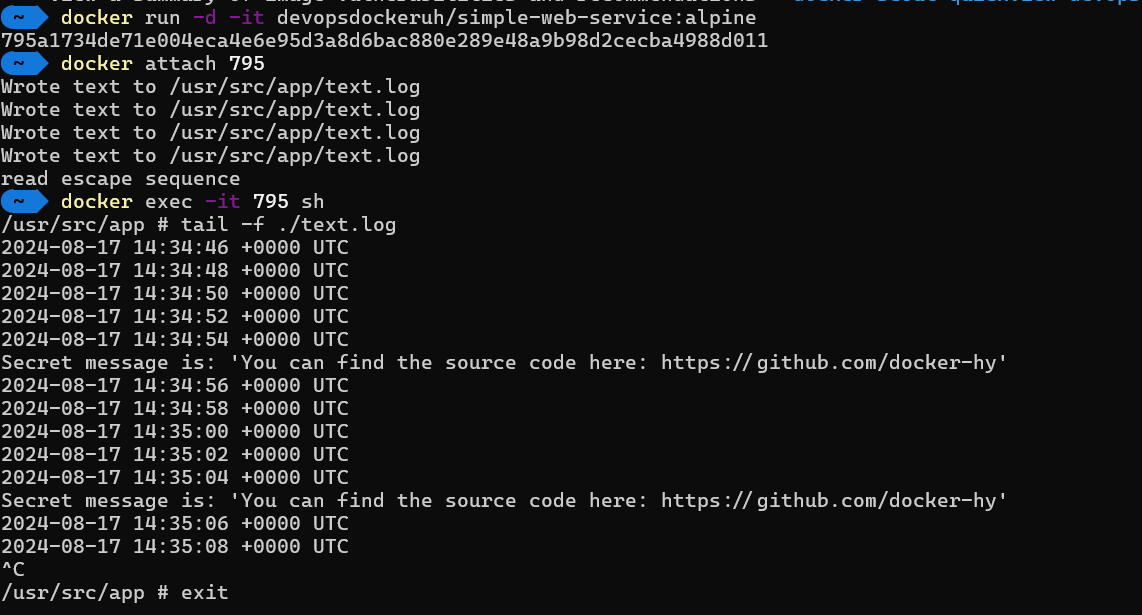 ~ docker run -d -it devopsdockeruh/simple-web-service:alpine
795a1734de71e004eca4e6e95d3a8d6bac880e289e48a9b98d2cecba4988d011
~ docker attach 795
Wrote text to /usr/src/app/text.log
Wrote text to /usr/src/app/text.log
Wrote text to /usr/src/app/text.log
Wrote text to /usr/src/app/text.log
read escape sequence
~ docker exec -it 795 sh
/usr/src/app # tail -f ./text.log
2024-08-17 14:34:46 +0000 UTC
2024-08-17 14:34:48 +0000 UTC
2024-08-17 14:34:50 +0000 UTC
2024-08-17 14:34:52 +0000 UTC
2024-08-17 14:34:54 +0000 UTC
Secret message is: 'You can find the source code here: https://github.com/docker-hy'
2024-08-17 14:34:56 +0000 UTC
2024-08-17 14:34:58 +0000 UTC
2024-08-17 14:35:00 +0000 UTC
2024-08-17 14:35:02 +0000 UTC
2024-08-17 14:35:04 +0000 UTC
Secret message is: 'You can find the source code here: https://github.com/docker-hy'
2024-08-17 14:35:06 +0000 UTC
2024-08-17 14:35:08 +0000 UTC
^C
/usr/src/app # exit